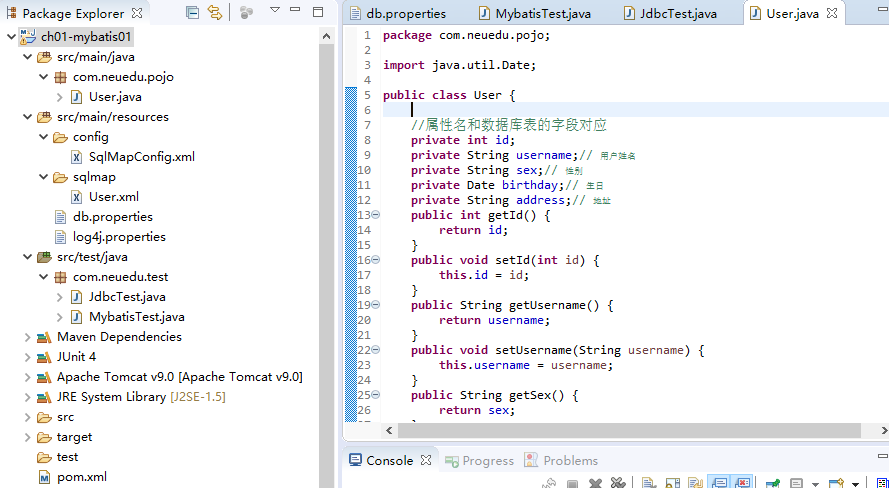 Package Explorer
ch01-mybatis01
src/main/java
com.neuedu.pojo
User.java
src/main/resources
config
SqlMapConfig.xml
sqlmap
User.xml
db.properties
log4j.properties
src/test/java
com.neuedu.test
JdbcTest.java
MybatisTest.java
Maven Dependencies
JUnit 4
Apache Tomcat v9.0 [Apache Tomcat v9.0]
JRE System Library [J2SE-1.5]
src
target
test
pom.xml
db.properties MybatisTest.java JdbcTest.java User.java
1 package com.neuedu.pojo;
2
3 import java.util.Date;
4
5 public class User {
6
7 //属性名和数据库表的字段对应
8 private int id;
9 private String username;// 用户姓名
10 private String sex;// 性别
11 private Date birthday;// 生日
12 private String address;// 地址
13 public int getId() {
14 return id;
15 }
16 public void setId(int id) {
17 this.id = id;
18 }
19 public String getUsername() {
20 return username;
21 }
22 public void setUsername(String username) {
23 this.username = username;
24 }
25 public String getSex() {
26 return sex;
Console Progress Problems